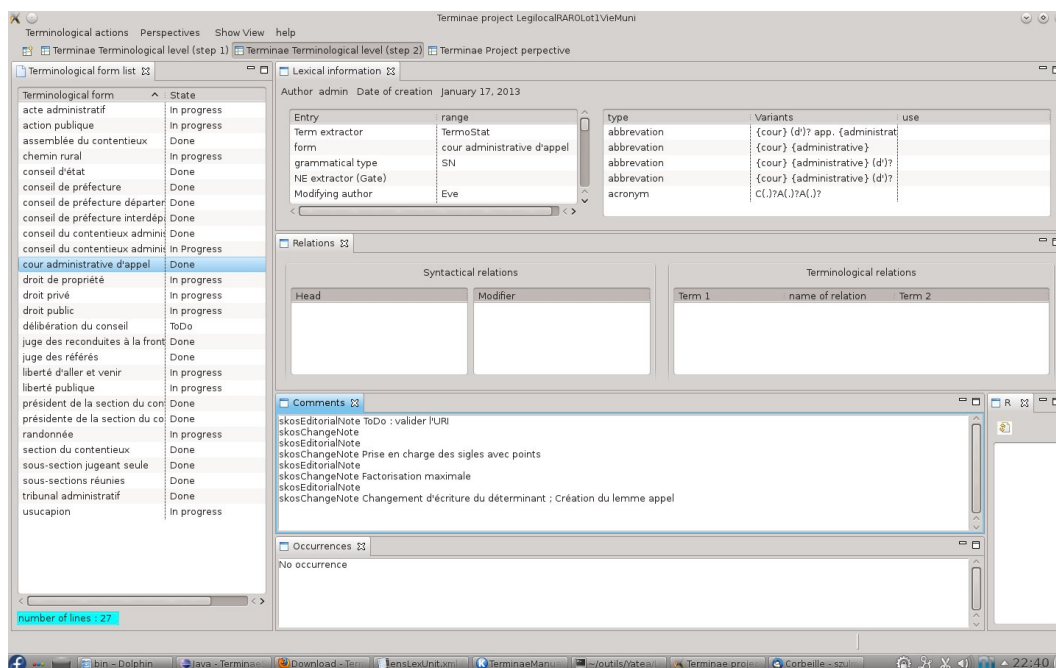 Terminae project LegilocalRAROLot1VieMuni
Terminological actions Perspectives Show View help
Terminae Terminological level (step 1) Terminae Terminological level (step 2) Terminae Project perpective
Terminological form list
Terminological form State
acte administratif In progress
action publique In progress
assemblée du contentieux Done
chemin rural In progress
conseil d'état Done
conseil de préfecture Done
conseil de préfecture départer Done
conseil de préfecture interdép Done
conseil du contentieux adminis Done
conseil du contentieux adminis In Progress
cour administrative d'appel Done
droit de propriété In progress
droit privé In progress
droit public In progress
délibération du conseil ToDo
juge des reconduites à la front Done
juge des référés Done
liberté d'aller et venir In progress
liberté publique In progress
président de la section du con Done
présidente de la section du co Done
randonnée In progress
section du contentieux Done
sous-section jugeant seule Done
sous-sections réunies Done
tribunal administratif Done
usucapion In progress
number of lines : 27
Lexical information
Author admin Date of creation January 17, 2013
Entry range
Term extractor TermoStat
form cour administrative d'appel
grammatical type SN
NE extractor (Gate)
Modifying author Eve
type Variants use
abbrevation {cour} (d')? app. {administrat
abbrevation {cour} {administrative}
abbrevation {cour} {administrative} (d')?
abbrevation {cour} {administrative} (d')?
acronym C(.)?A(.)?A(.)?
Relations
Syntactical relations
Head Modifier
Terminological relations
Term 1 name of relation Term 2
Comments
skosEditorialNote ToDo : valider l'URI
skosChangeNote
skosEditorialNote
skosChangeNote Prise en charge des sigles avec points
skosEditorialNote
skosChangeNote Factorisation maximale
skosEditorialNote
skosChangeNote Changement d'écriture du déterminant ; Création du lemme appel
R
Occurrences
No occurrence
bin – Dolphin Java - Terminae Download - Ter ensLexUnit.xml TerminaeManu ~/outils/Yatea/l Terminae proje Corbeille – szul 22:40